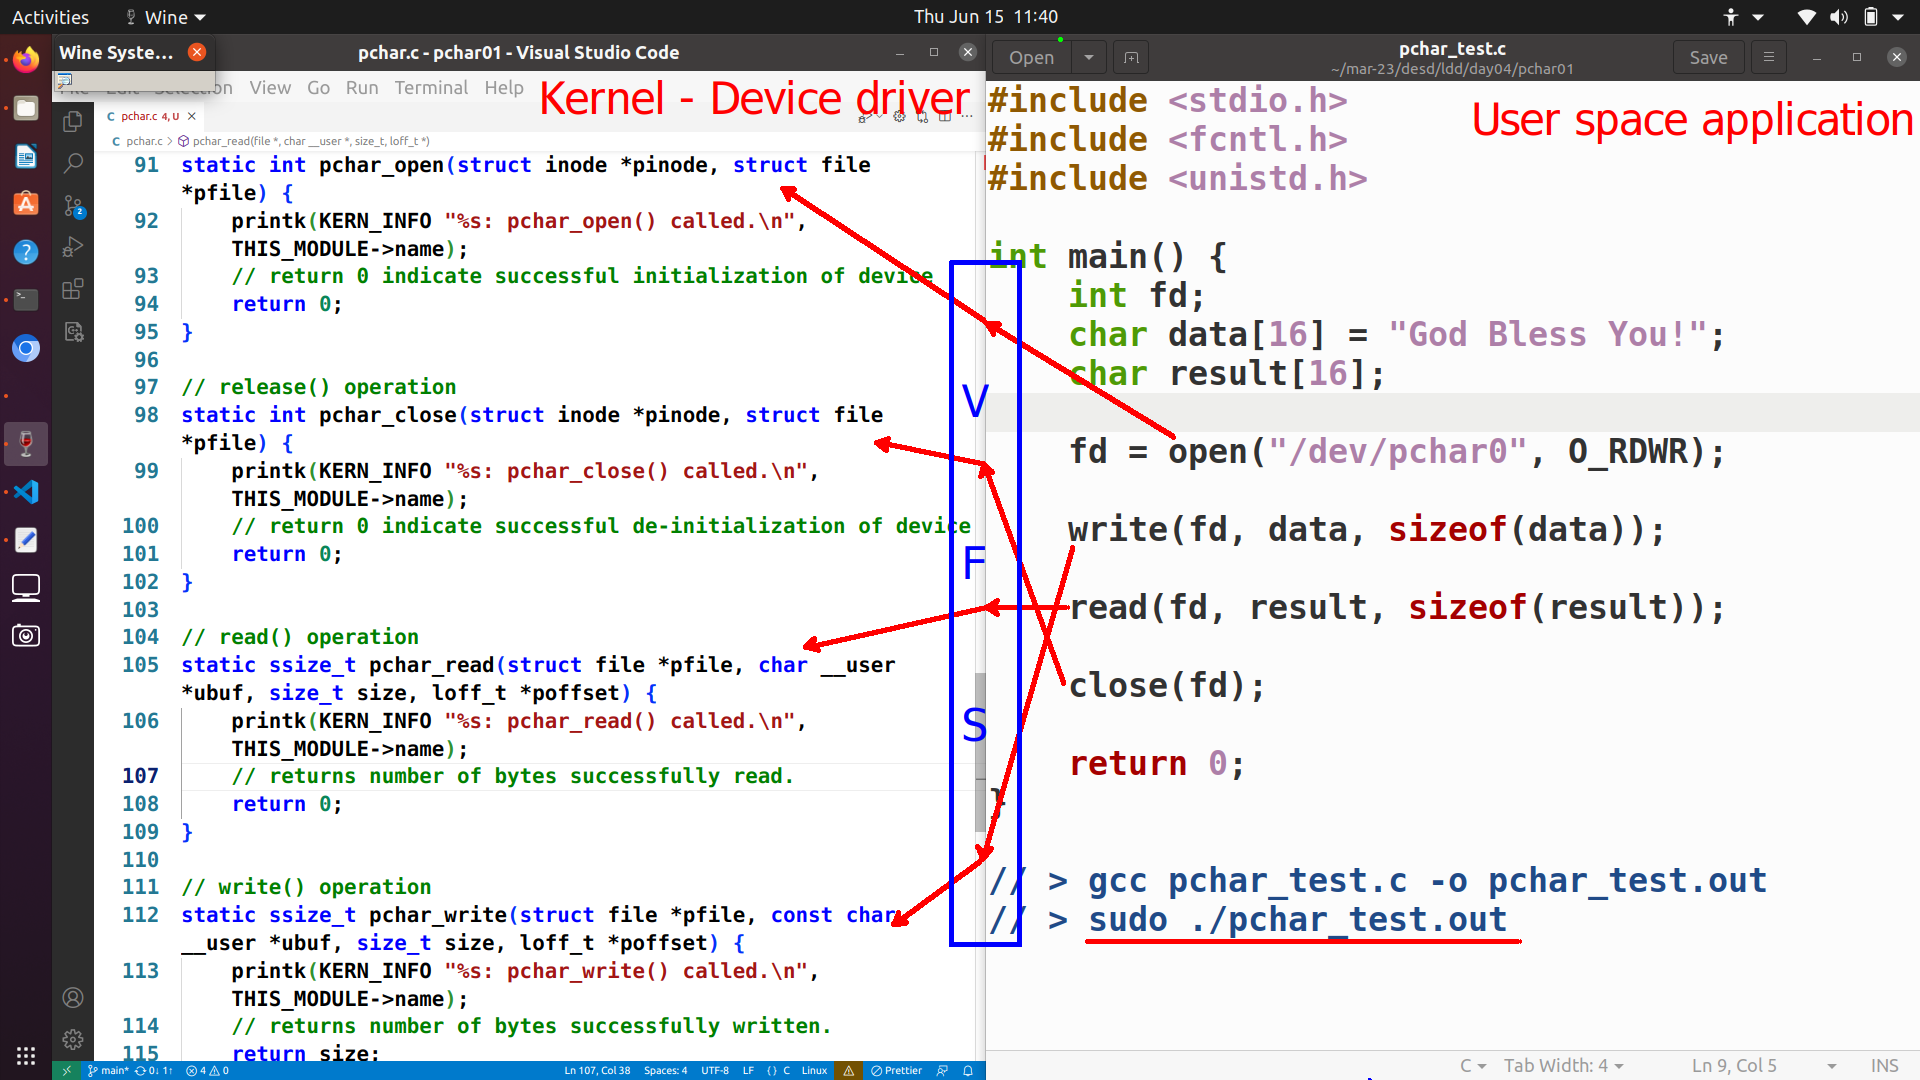 Activities
Wine
Thu Jun 15  11:40
Wine Syste...
pchar.c - pchar01 - Visual Studio Code
Selection View Go Run Terminal Help
Kernel - Device driver
pchar.c 4, U
pchar.c > pchar_read(file *, char __user *, size_t, loff_t *)
91 static int pchar_open(struct inode *pinode, struct file
*pfile) {
92     printk(KERN_INFO "%s: pchar_open() called.\n",
    THIS_MODULE->name);
93     // return 0 indicate successful initialization of device
94     return 0;
95 }
96
97 // release() operation
98 static int pchar_close(struct inode *pinode, struct file
*pfile) {
99     printk(KERN_INFO "%s: pchar_close() called.\n",
    THIS_MODULE->name);
100     // return 0 indicate successful de-initialization of device
101     return 0;
102 }
103
104 // read() operation
105 static ssize_t pchar_read(struct file *pfile, char __user
*ubuf, size_t size, loff_t *poffset) {
106     printk(KERN_INFO "%s: pchar_read() called.\n",
    THIS_MODULE->name);
107     // returns number of bytes successfully read.
108     return 0;
109 }
110
111 // write() operation
112 static ssize_t pchar_write(struct file *pfile, const char
__user *ubuf, size_t size, loff_t *poffset) {
113     printk(KERN_INFO "%s: pchar_write() called.\n",
    THIS_MODULE->name);
114     // returns number of bytes successfully written.
115     return size;
2
main* 0↓ 1↑ 4 0
Ln 107, Col 38 Spaces: 4 UTF-8 LF {} C Linux Prettier
V
F
S
Open
pchar_test.c
~/mar-23/desd/ldd/day04/pchar01
Save
User space application
#include <stdio.h>
#include <fcntl.h>
#include <unistd.h>
int main() {
    int fd;
    char data[16] = "God Bless You!";
    char result[16];
    fd = open("/dev/pchar0", O_RDWR);
    write(fd, data, sizeof(data));
    read(fd, result, sizeof(result));
    close(fd);
    return 0;
}
// > gcc pchar_test.c -o pchar_test.out
// > sudo ./pchar_test.out
C Tab Width: 4 Ln 9, Col 5 INS